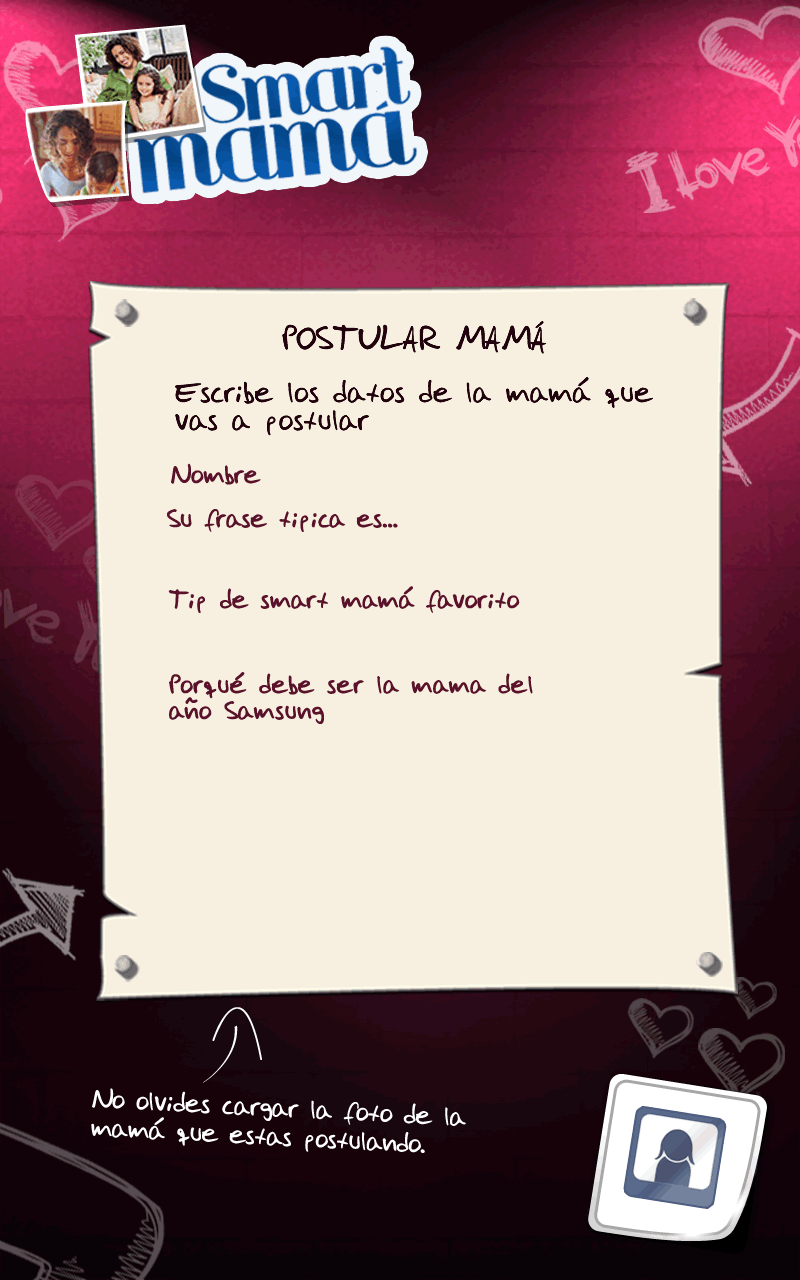 Smart
mamá
I love Yo
POSTULAR MAMÁ
Escribe los datos de la mamá que
vas a postular
Nombre
Su frase tipica es...
Tip de smart mamá favorito
Porqué debe ser la mama del
año Samsung
No olvides cargar la foto de la
mamá que estas postulando.